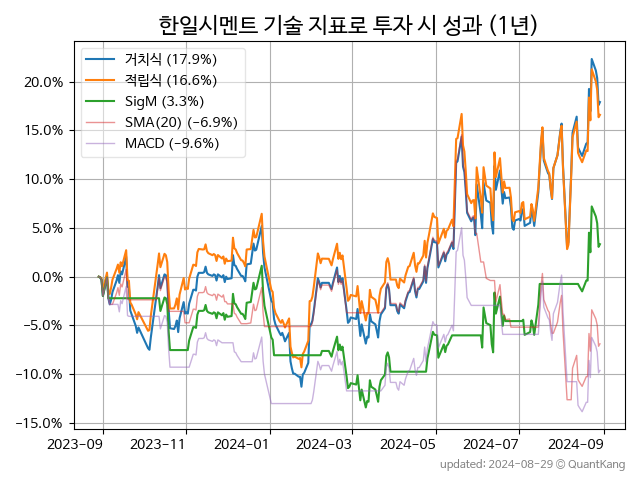 한일시멘트 기술 지표로 투자 시 성과 (1년)
거치식 (17.9%)
적립식 (16.6%)
SigM (3.3%)
SMA(20) (−6.9%)
MACD (−9.6%)
20.0%
15.0%
10.0%
5.0%
0.0%
−5.0%
−10.0%
−15.0%
2023-09 2023-11 2024-01 2024-03 2024-05 2024-07 2024-09
updated: 2024-08-29 © QuantKang